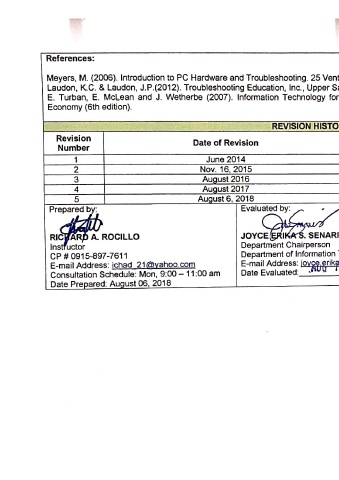 References:
Meyers, M. (2006). Introduction to PC Hardware and Troubleshooting. 25 Vent
Laudon, K.C. & Laudon, J.P.(2012). Troubleshooting Education, Inc., Upper Sa
E. Turban, E. McLean and J. Wetherbe (2007). Information Technology for
Economy (6th edition).
REVISION HISTO
Revision Number
Date of Revision
1 June 2014
2 Nov. 16, 2015
3 August 2016
4 August 2017
5 August 6, 2018
Prepared by:
RICHARD A. ROCILLO
Instructor
CP # 0915-897-7611
E-mail Address: ichad_21@yahoo.com
Consultation Schedule: Mon, 9:00 – 11:00 am
Date Prepared: August 06, 2018
Evaluated by:
JOYCE ERIKA S. SENARI
Department Chairperson
Department of Information
E-mail Address: joyce.erika
Date Evaluated: AUG